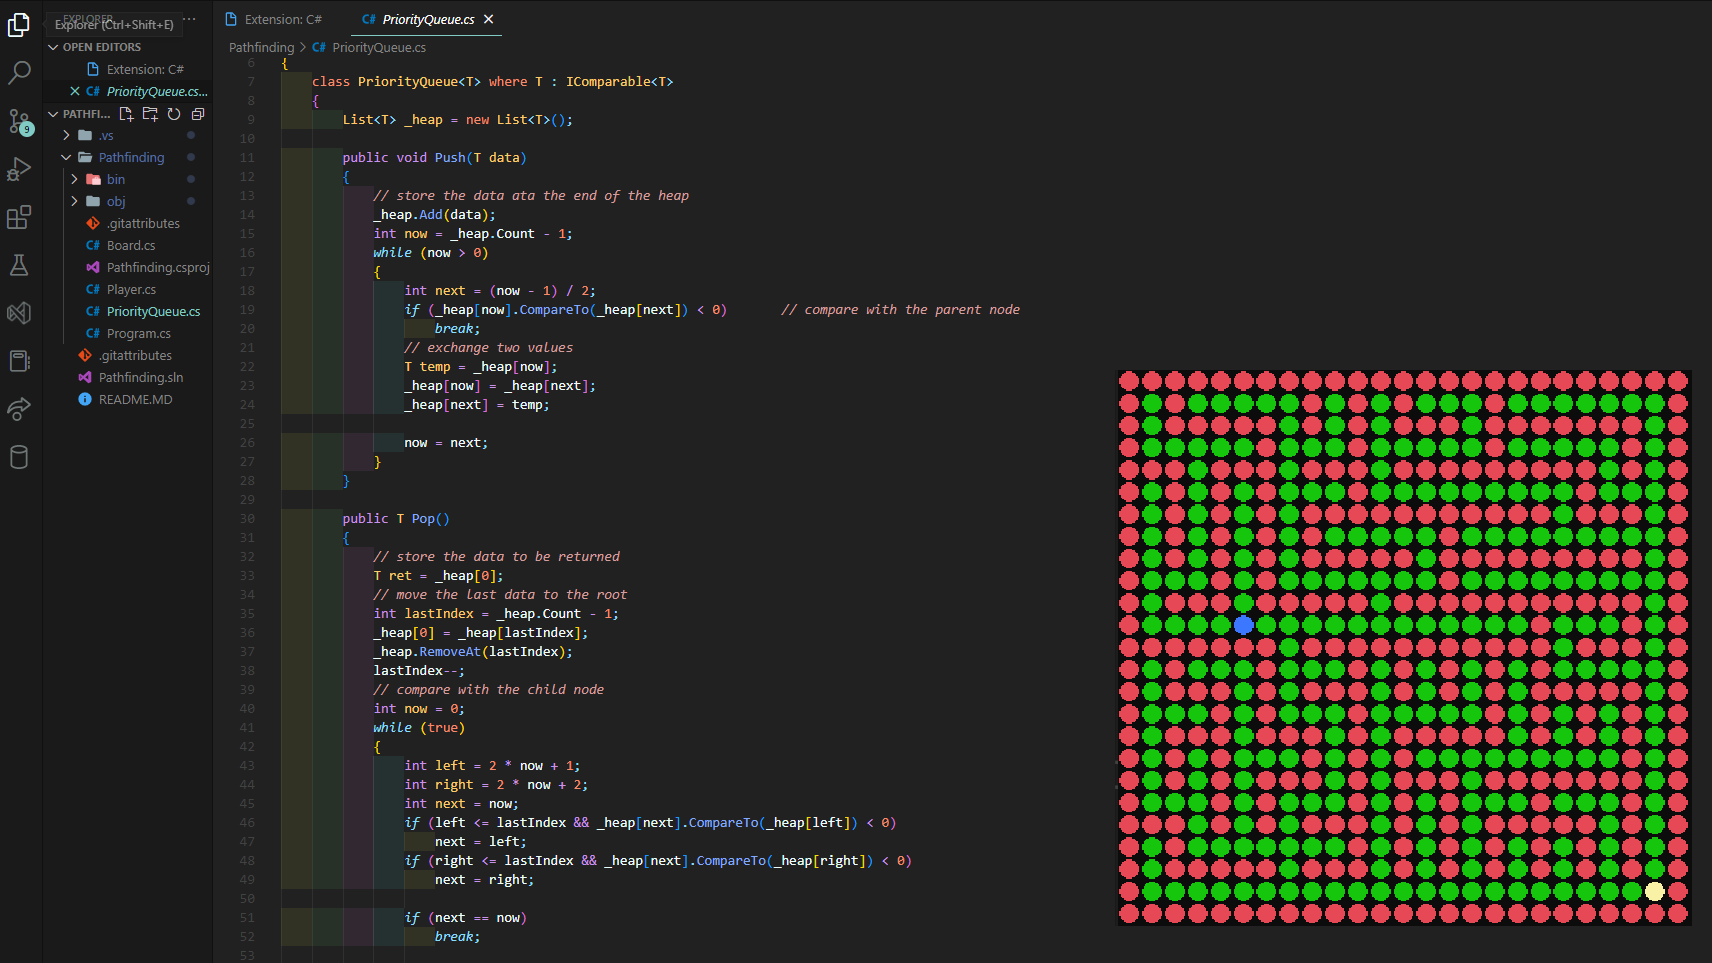 EXPLORER
Explorer (Ctrl+Shift+E)
OPEN EDITORS
Extension: C#
C# PriorityQueue.cs...
PATHFI...
.vs
Pathfinding
bin
obj
.gitattributes
C# Board.cs
Pathfinding.csproj
C# Player.cs
C# PriorityQueue.cs
C# Program.cs
.gitattributes
Pathfinding.sln
README.MD
9
Extension: C#
C# PriorityQueue.cs
Pathfinding > C# PriorityQueue.cs
6 {
7 class PriorityQueue<T> where T : IComparable<T>
8 {
9 List<T> _heap = new List<T>();
10
11 public void Push(T data)
12 {
13 // store the data ata the end of the heap
14 _heap.Add(data);
15 int now = _heap.Count - 1;
16 while (now > 0)
17 {
18 int next = (now - 1) / 2;
19 if (_heap[now].CompareTo(_heap[next]) < 0) // compare with the parent node
20 break;
21 // exchange two values
22 T temp = _heap[now];
23 _heap[now] = _heap[next];
24 _heap[next] = temp;
25
26 now = next;
27 }
28 }
29
30 public T Pop()
31 {
32 // store the data to be returned
33 T ret = _heap[0];
34 // move the last data to the root
35 int lastIndex = _heap.Count - 1;
36 _heap[0] = _heap[lastIndex];
37 _heap.RemoveAt(lastIndex);
38 lastIndex--;
39 // compare with the child node
40 int now = 0;
41 while (true)
42 {
43 int left = 2 * now + 1;
44 int right = 2 * now + 2;
45 int next = now;
46 if (left <= lastIndex && _heap[next].CompareTo(_heap[left]) < 0)
47 next = left;
48 if (right <= lastIndex && _heap[next].CompareTo(_heap[right]) < 0)
49 next = right;
50
51 if (next == now)
52 break;
53